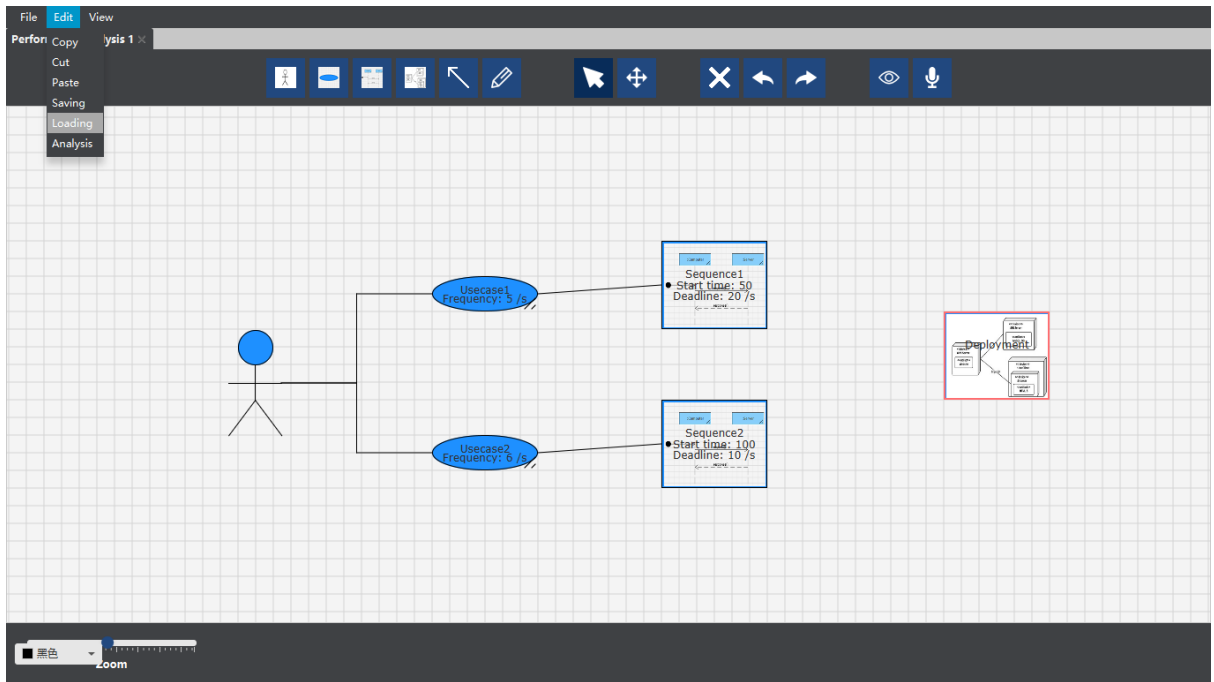 File Edit View
Perfor
lysis 1
Copy
Cut
Paste
Saving
Loading
Analysis
Usecase1
Frequency: 5 /s
Sequence1
Start time: 50
Deadline: 20 /s
Deployment
Usecase2
Frequency: 6 /s
Sequence2
Start time: 100
Deadline: 10 /s
黑色
Zoom